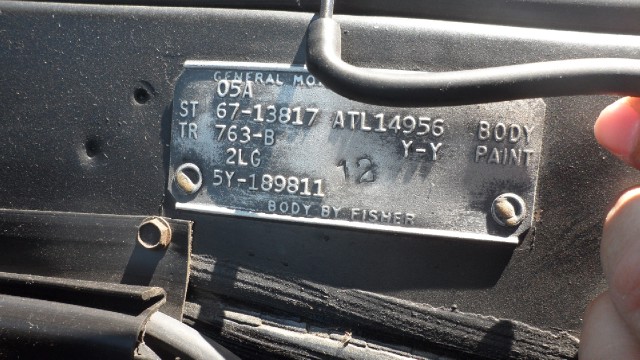 GENERAL MO
05A
ST 67-13817 ATL14956 BODY
TR 763-B Y-Y PAINT
2LG 12
5Y-189811
BODY BY FISHER